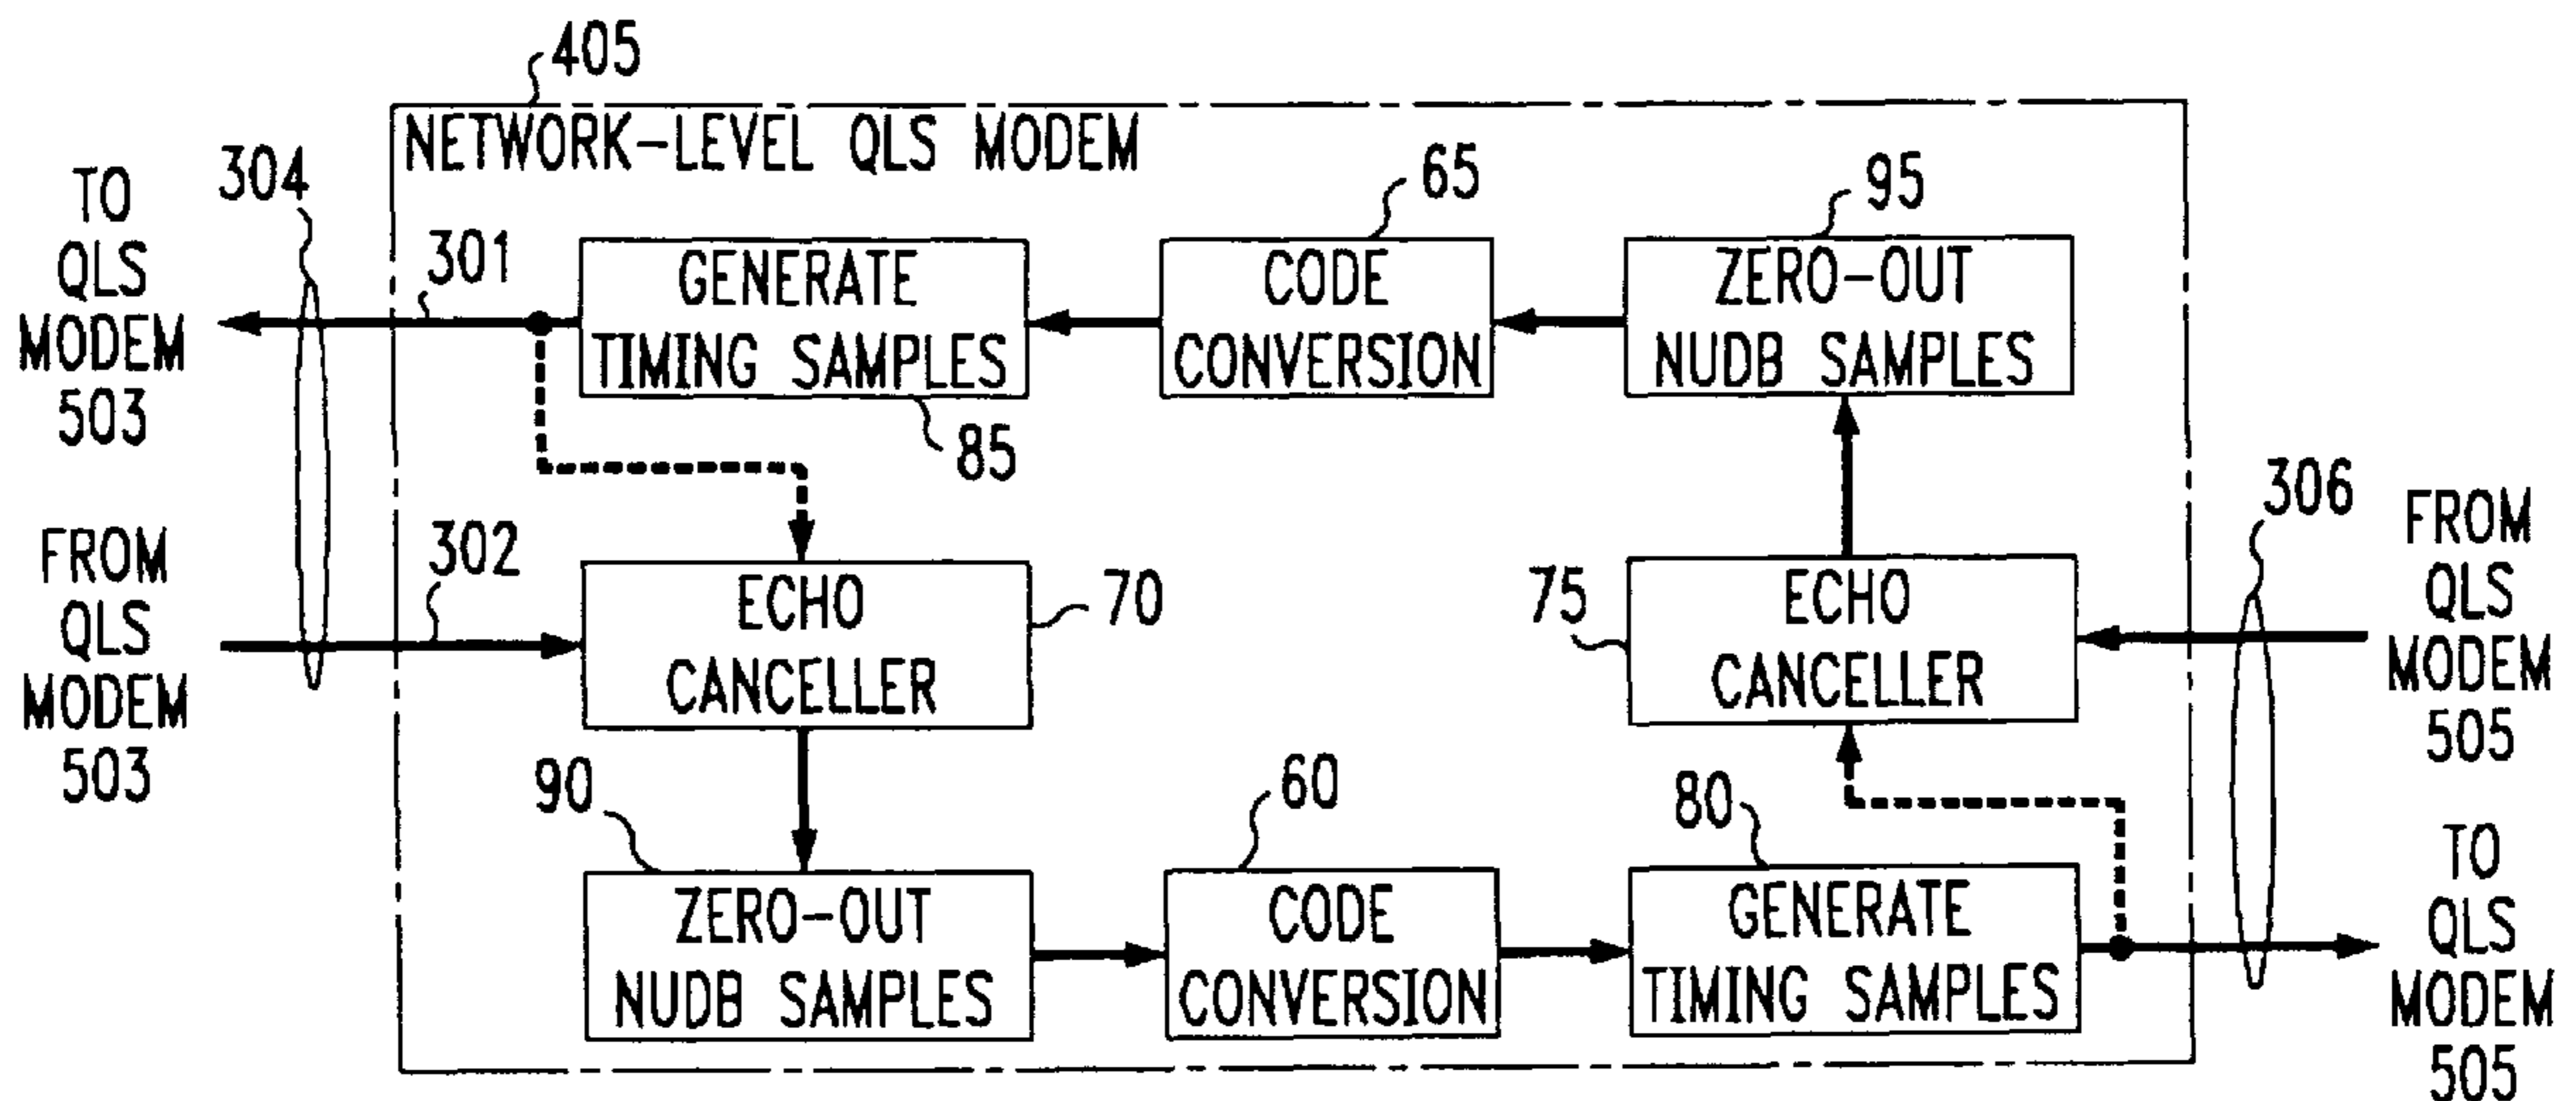 405
NETWORK-LEVEL QLS MODEM
TO
QLS
MODEM
503
304
301
GENERATE
TIMING SAMPLES
85
65
CODE
CONVERSION
95
ZERO-OUT
NUDB SAMPLES
FROM
QLS
MODEM
503
302
ECHO
CANCELLER
70
75
ECHO
CANCELLER
306
FROM
QLS
MODEM
505
90
ZERO-OUT
NUDB SAMPLES
60
CODE
CONVERSION
80
GENERATE
TIMING SAMPLES
TO
QLS
MODEM
505